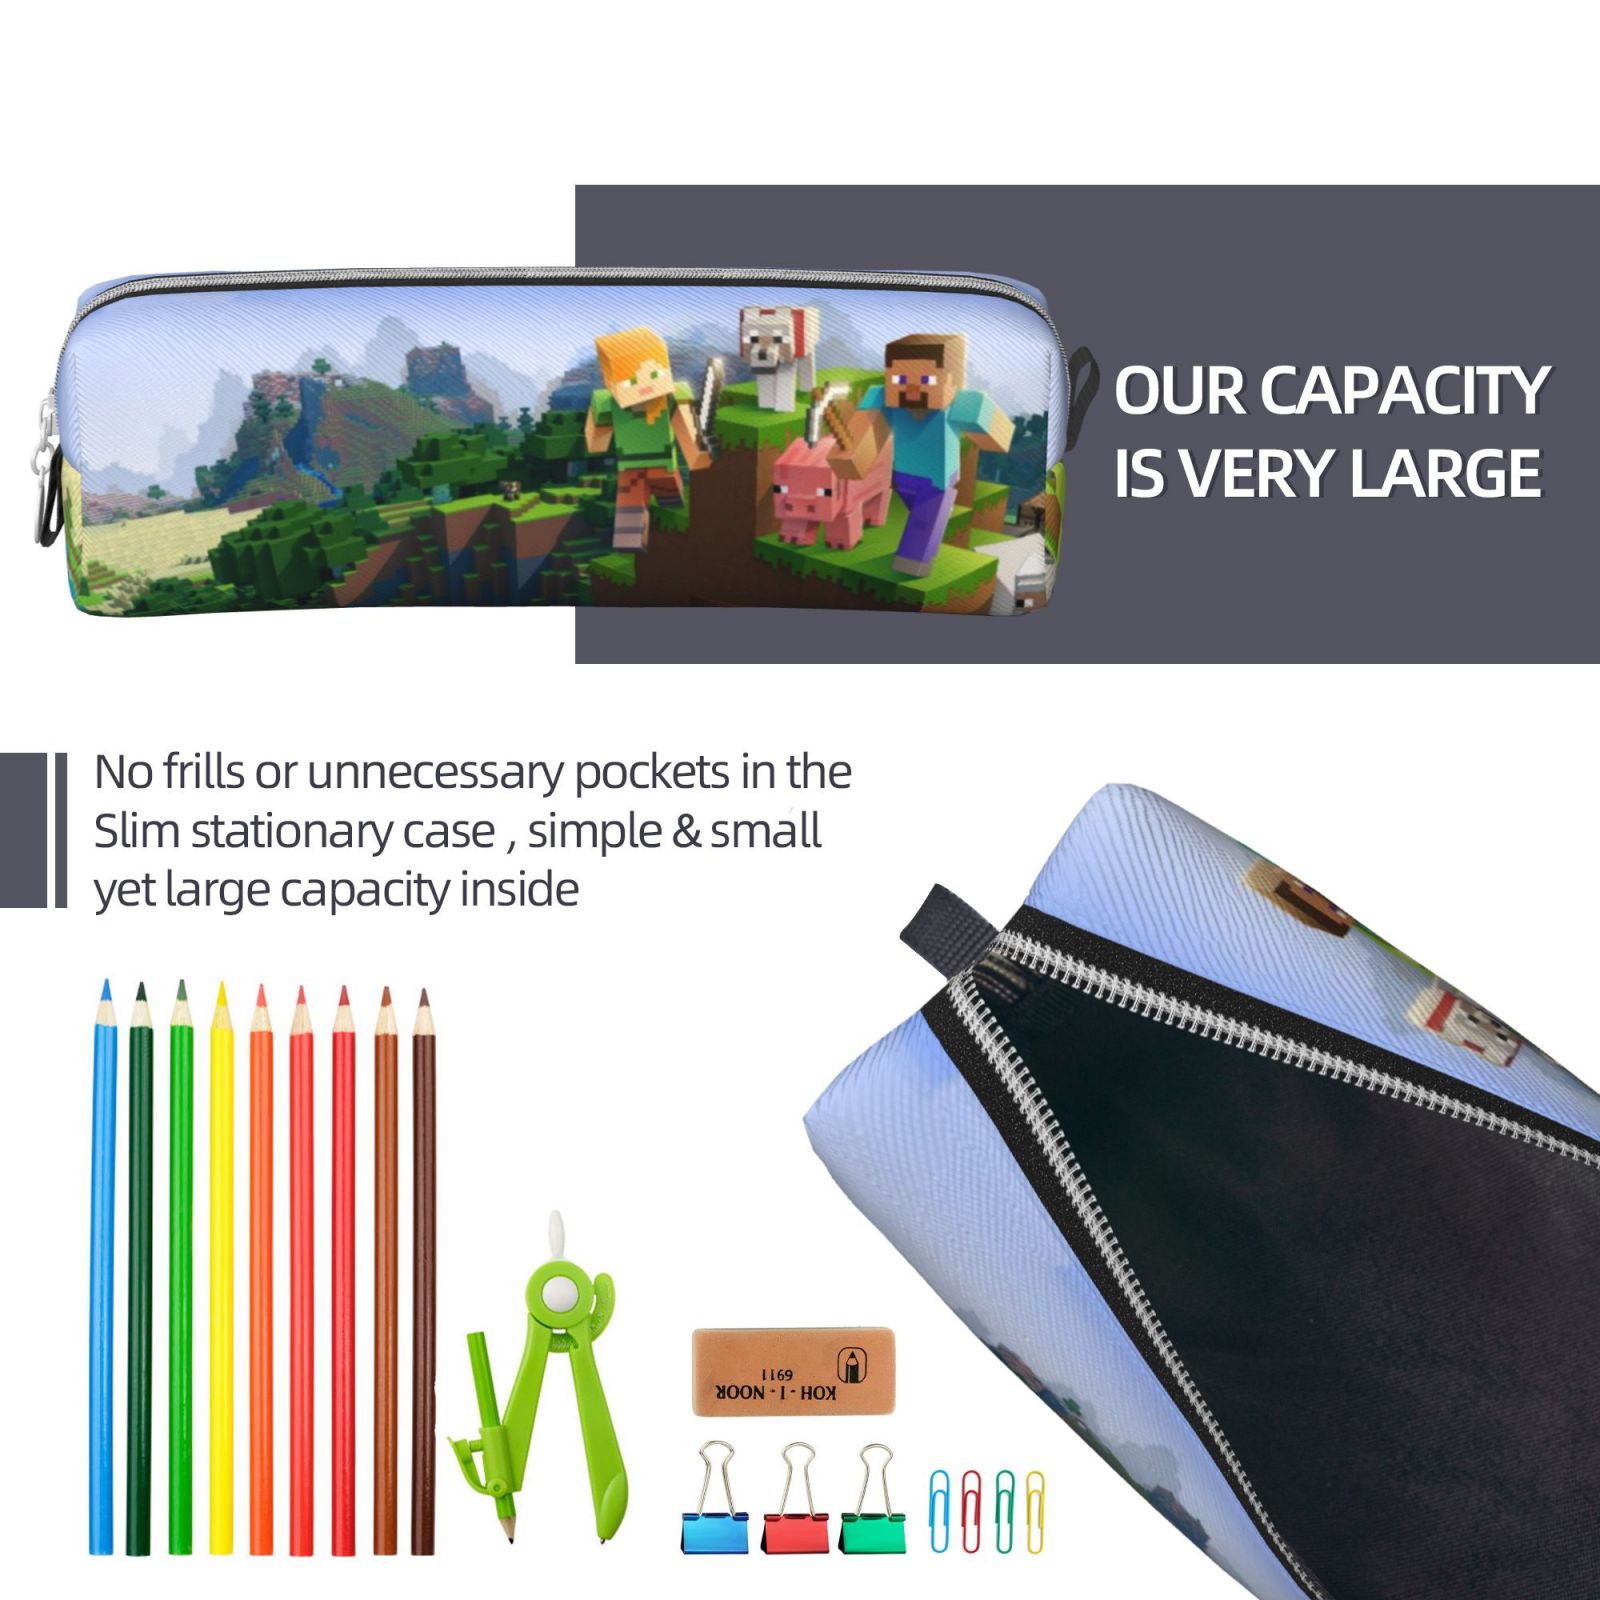 OUR CAPACITY
IS VERY LARGE
No frills or unnecessary pockets in the
Slim stationary case , simple & small
yet large capacity inside
KOH-I-NOOR
6911